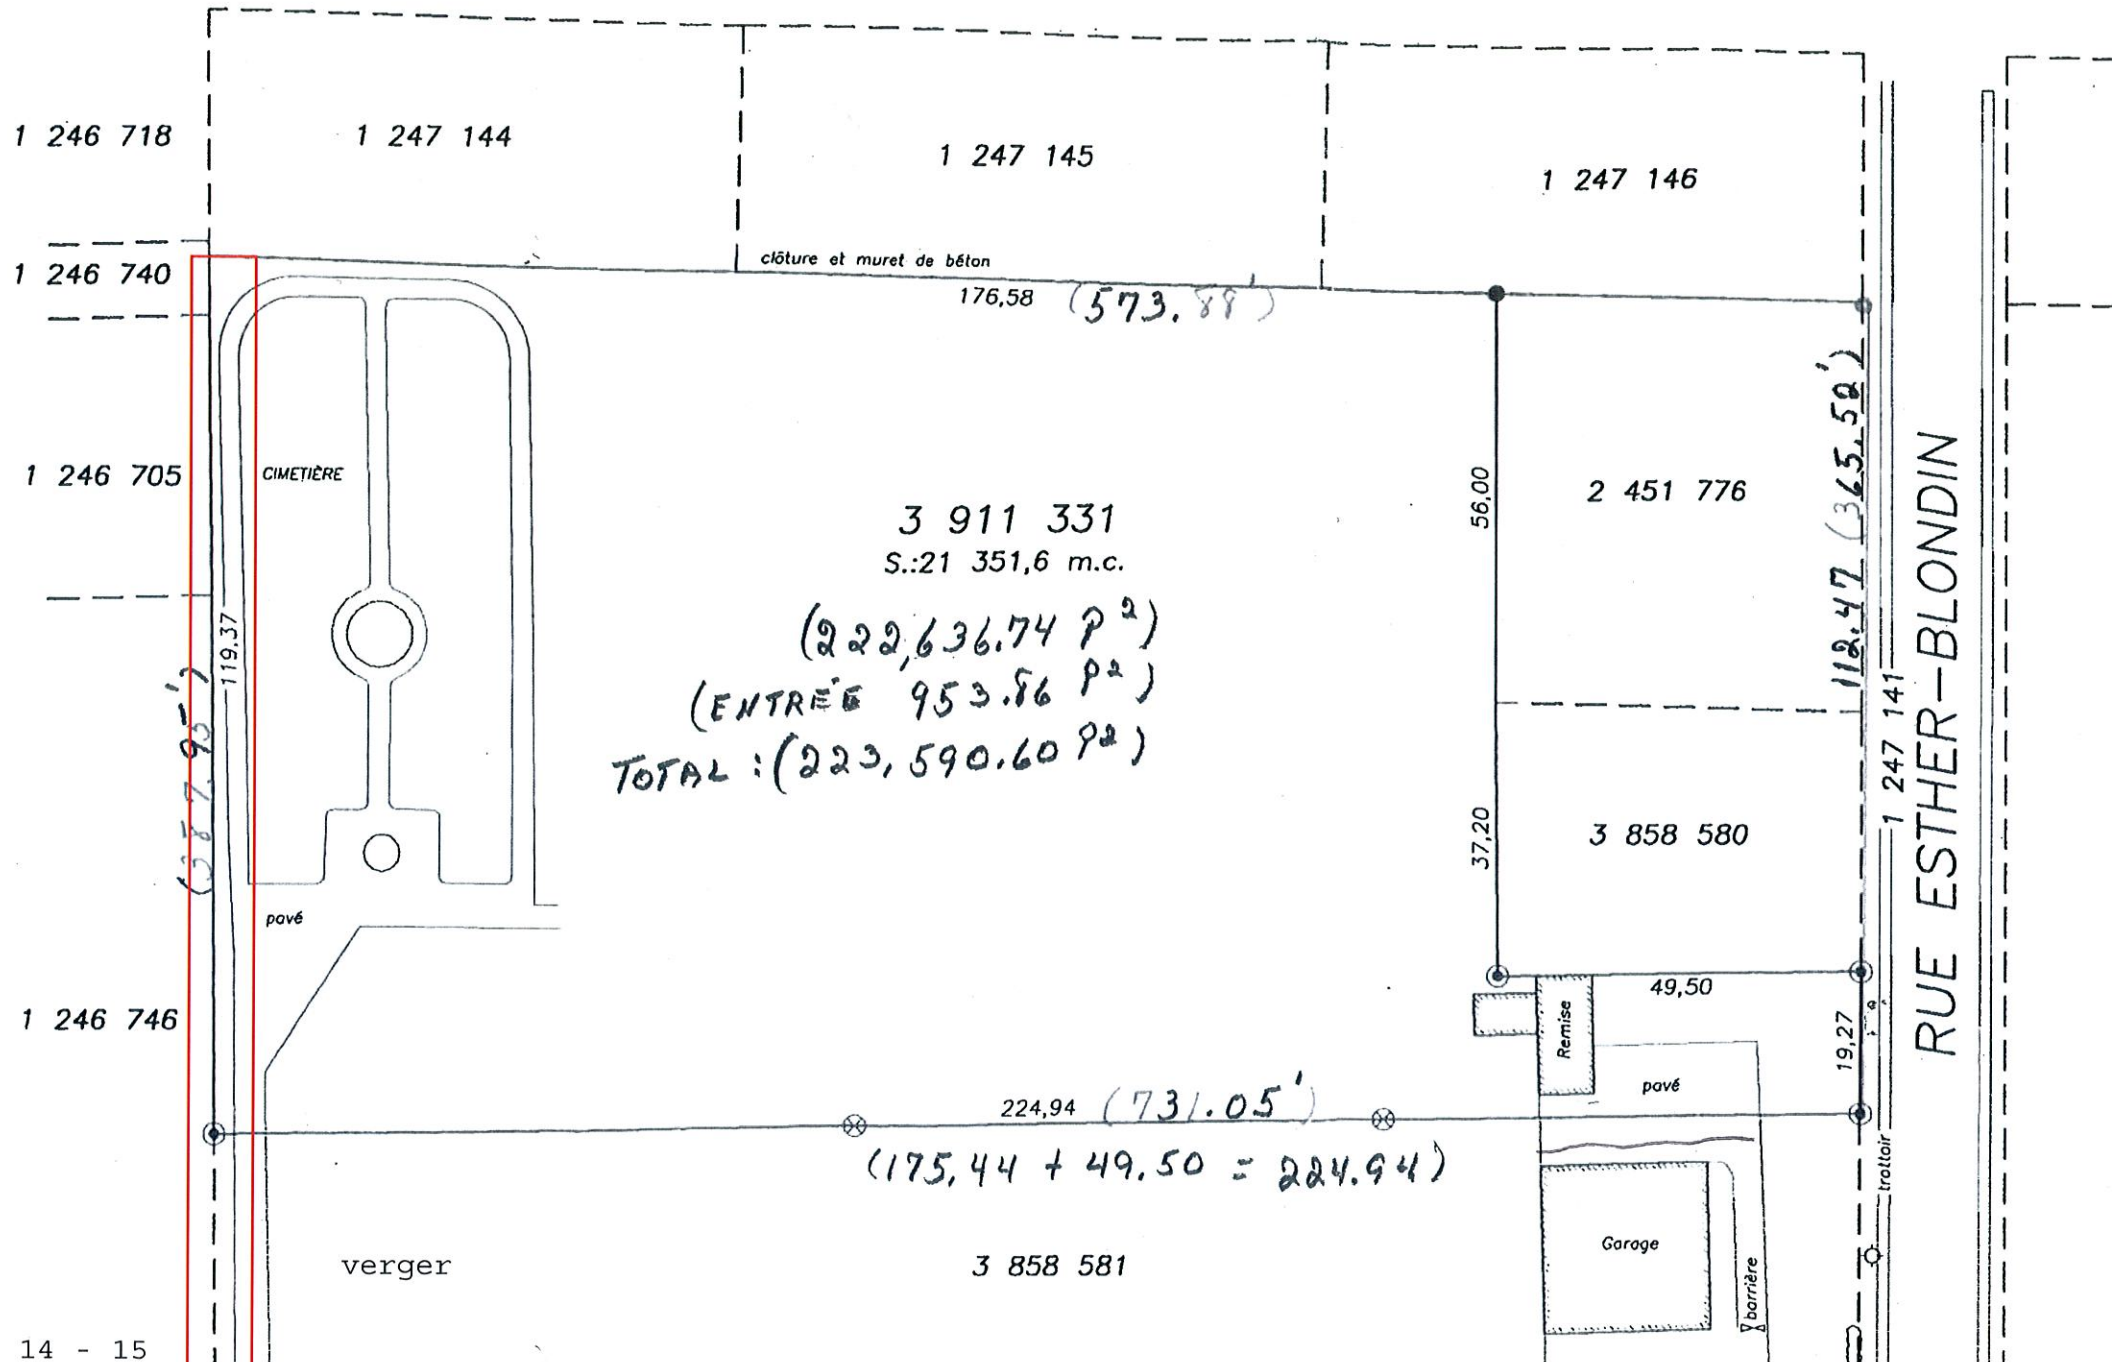 1 246 718
1 247 144
1 247 145
1 247 146
1 246 740
clôture et muret de béton
176,58 (573.88')
1 246 705
CIMETIÈRE
3 911 331
S.:21 351,6 m.c.
(222,636.74 P²)
(ENTRÉE 953.86 P²)
TOTAL : (223,590.60 P²)
56,00
2 451 776
112.47 (365.52')
119,37
37,20
3 858 580
1 247 141
RUE ESTHER-BLONDIN
pavé
1 246 746
49,50
Remise
19,27
pavé
224,94 (731.05')
(175,44 + 49.50 = 224.94)
trottoir
verger
3 858 581
Garage
barrière
14 - 15